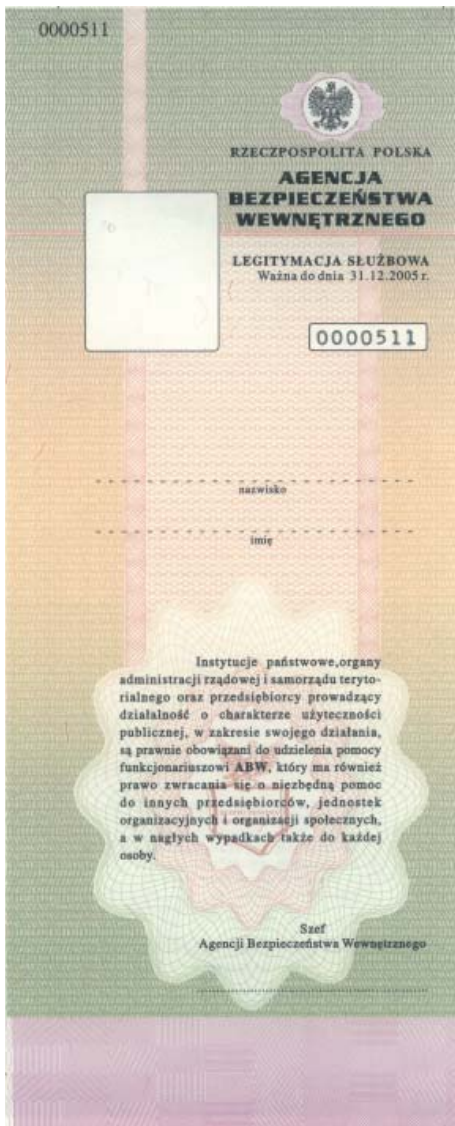 0000511
RZECZPOSPOLITA POLSKA
AGENCJA
BEZPIECZEŃSTWA
WEWNĘTRZNEGO
LEGITYMACJA SŁUŻBOWA
Ważna do dnia 31.12.2005 r.
0000511
nazwisko
imię
Instytucje państwowe,organy
administracji rządowej i samorządu teryto-
rialnego oraz przedsiębiorcy prowadzący
działalność o charakterze użyteczności
publicznej, w zakresie swojego działania,
są prawnie obowiązani do udzielenia pomocy
funkcjonariuszowi ABW, który ma również
prawo zwracania się o niezbędną pomoc
do innych przedsiębiorców, jednostek
organizacyjnych i organizacji społecznych,
a w nagłych wypadkach także do każdej
osoby.
Szef
Agencji Bezpieczeństwa Wewnętrznego